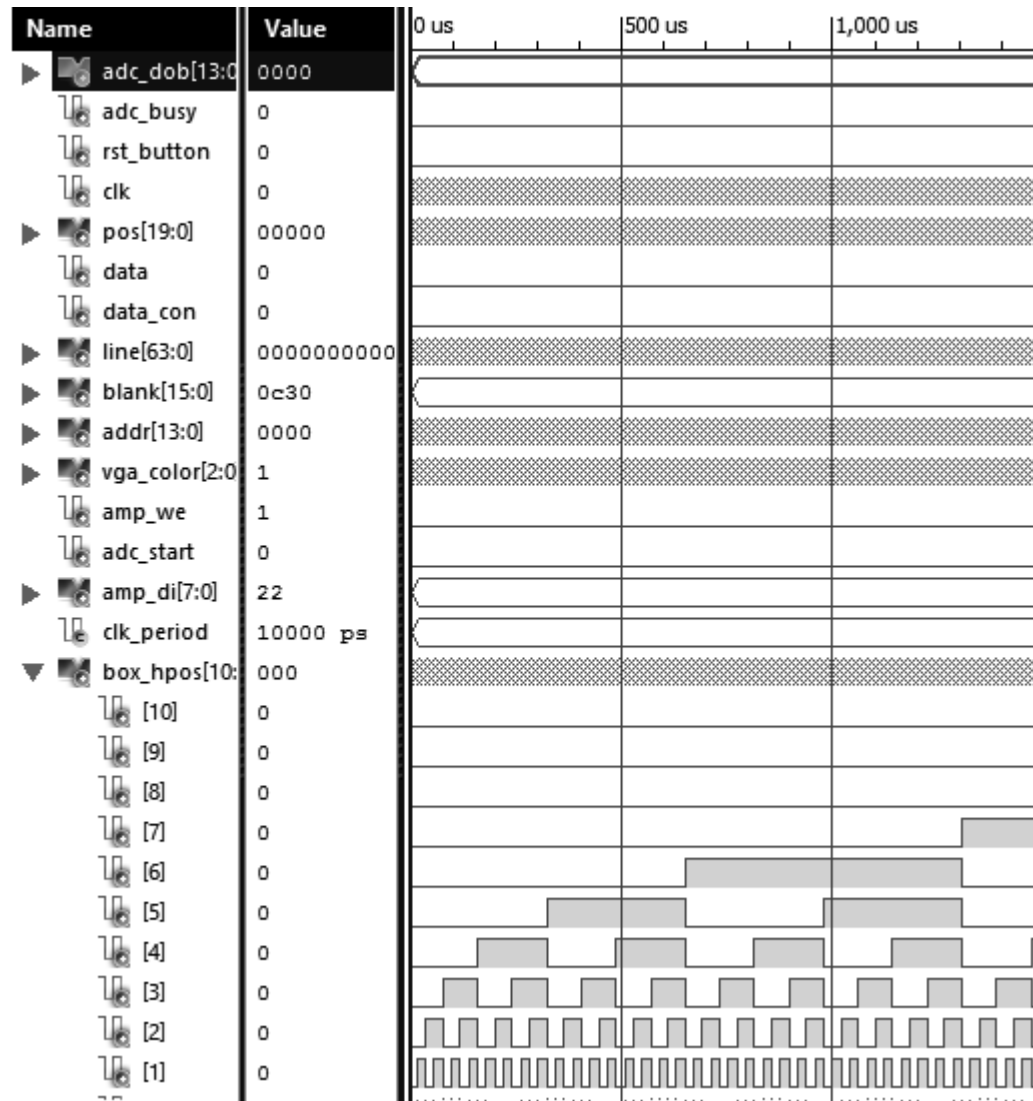 Name Value 0 us 500 us 1,000 us
adc_dob[13:0 0000
adc_busy 0
rst_button 0
clk 0
pos[19:0] 00000
data 0
data_con 0
line[63:0] 0000000000
blank[15:0] 0c30
addr[13:0] 0000
vga_color[2:0 1
amp_we 1
adc_start 0
amp_di[7:0] 22
clk_period 10000 ps
box_hpos[10: 000
[10] 0
[9] 0
[8] 0
[7] 0
[6] 0
[5] 0
[4] 0
[3] 0
[2] 0
[1] 0